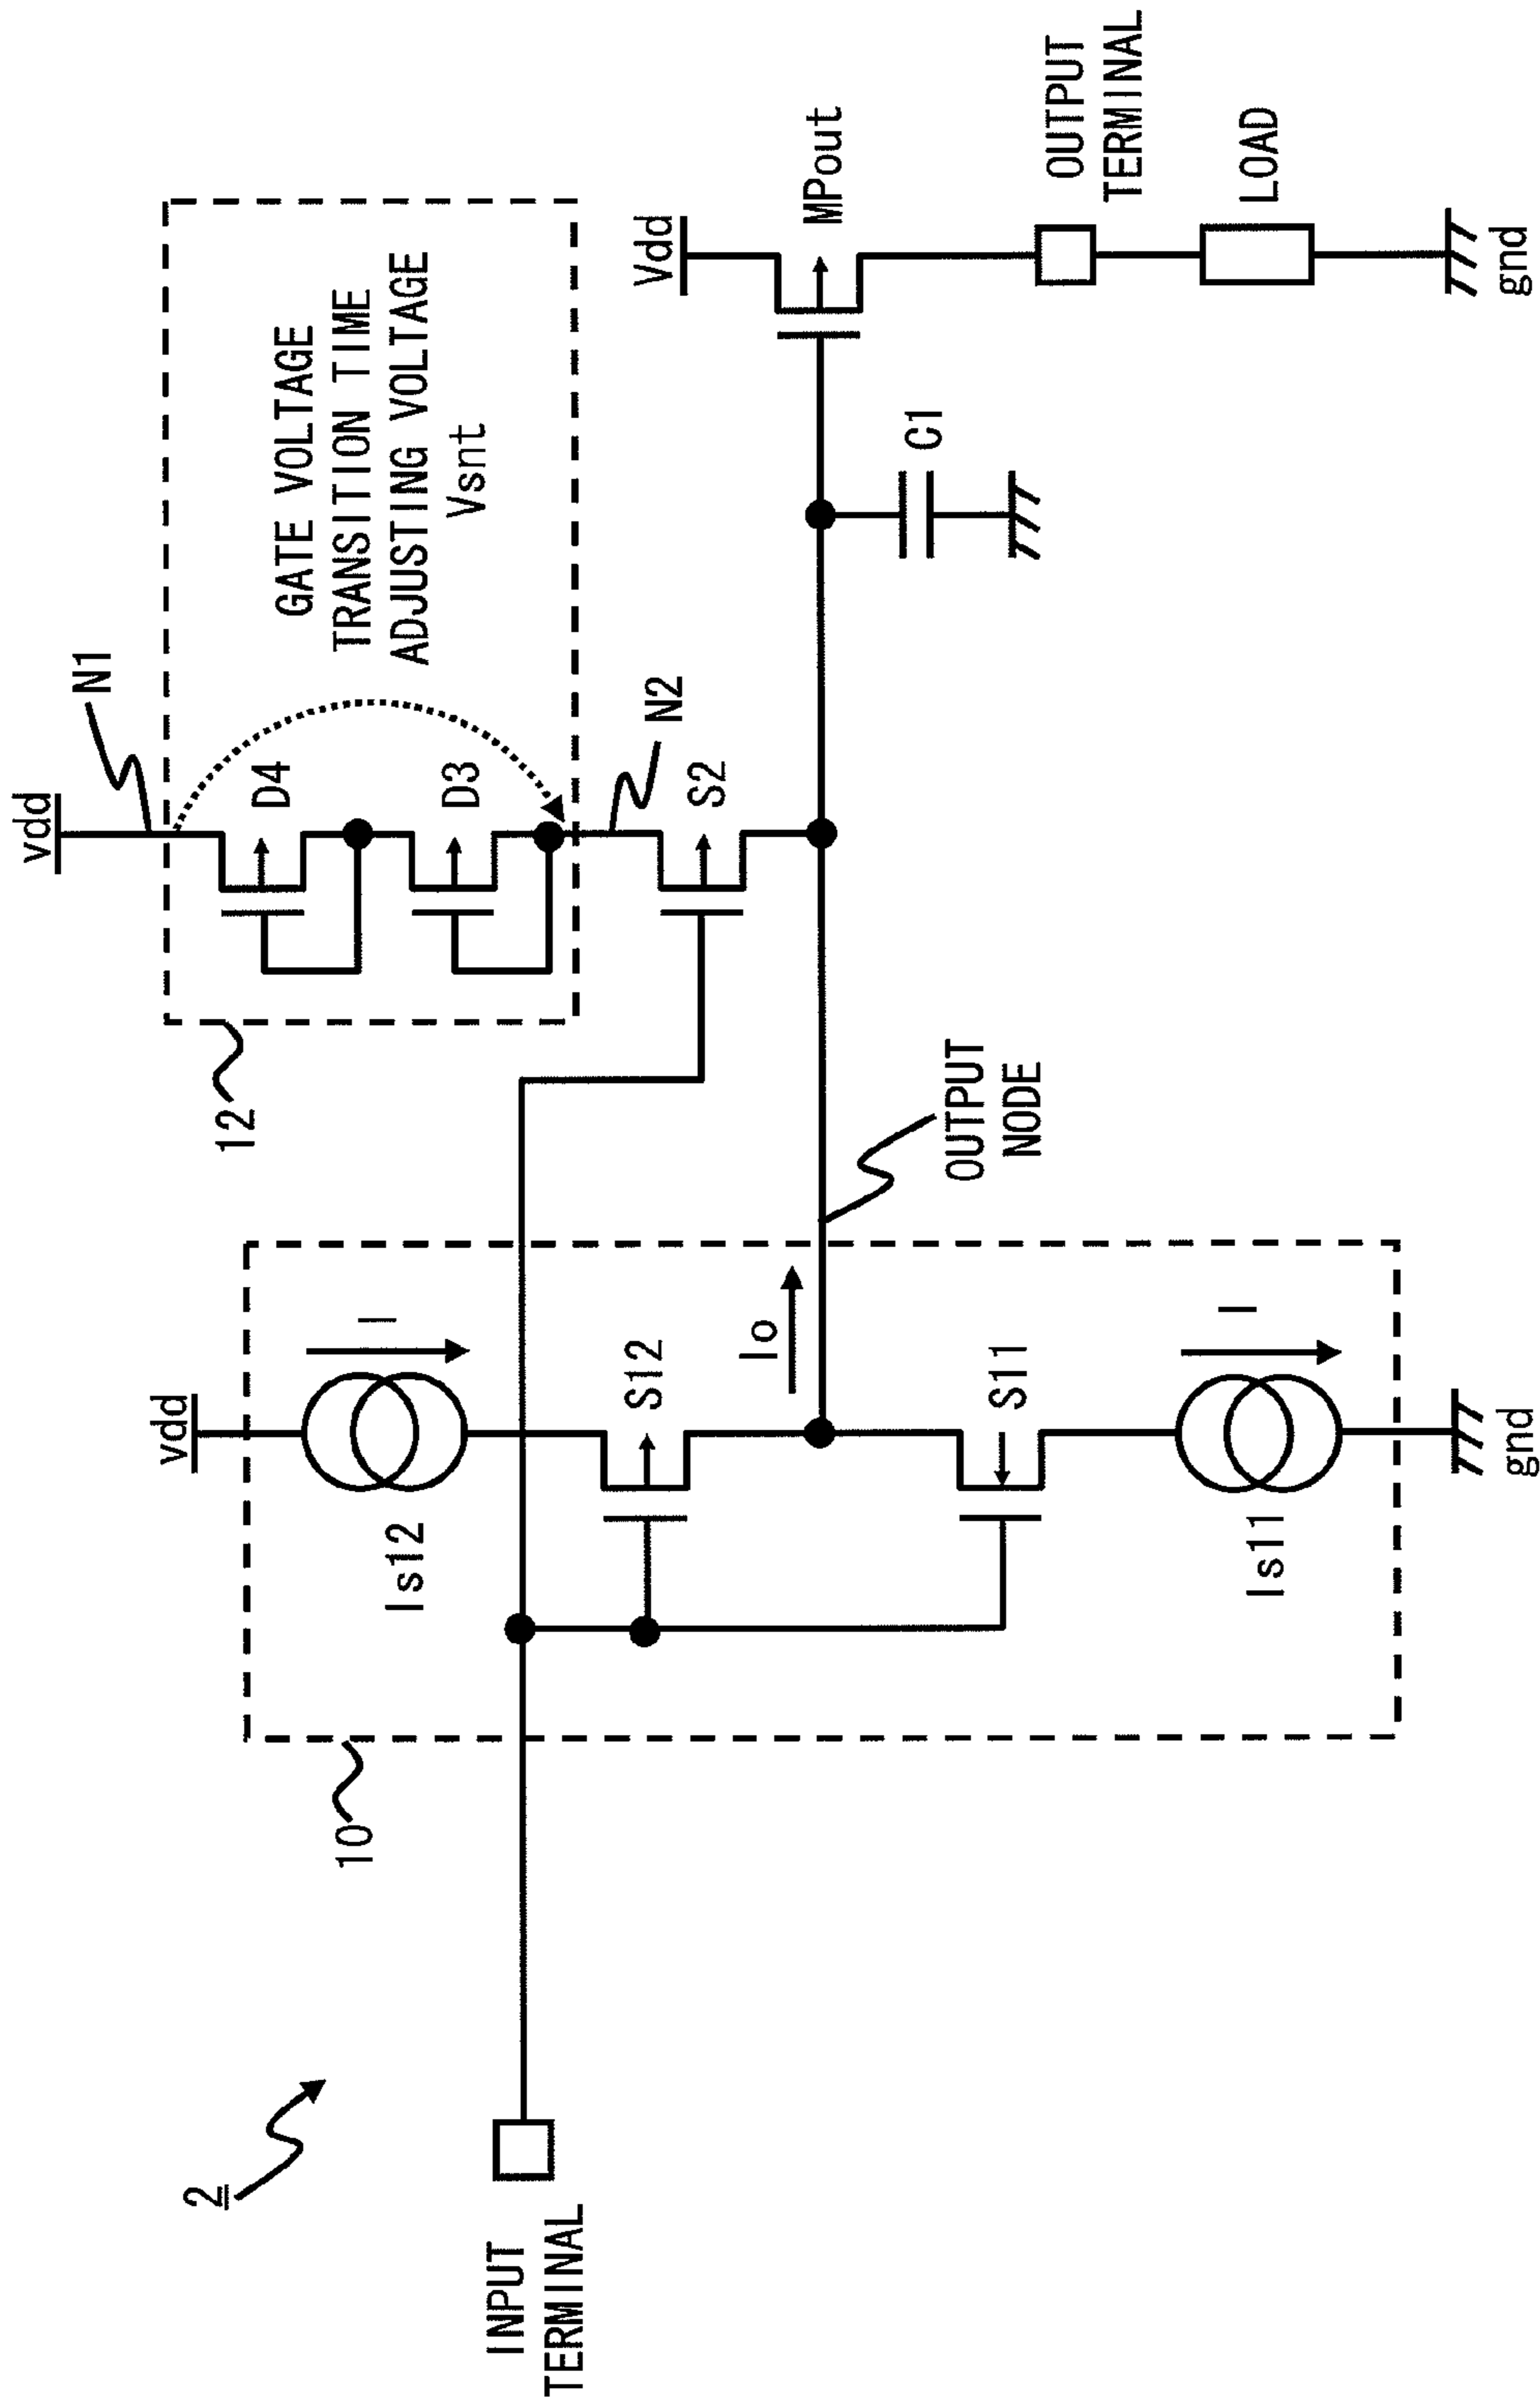 2
INPUT
TERMINAL
10
vdd
Is12
I
S12
Io
S11
Is11
I
gnd
OUTPUT
NODE
12
vdd
N1
D4
D3
GATE VOLTAGE
TRANSITION TIME
ADJUSTING VOLTAGE
Vsnt
N2
S2
C1
Vdd
MPout
OUTPUT
TERMINAL
LOAD
gnd